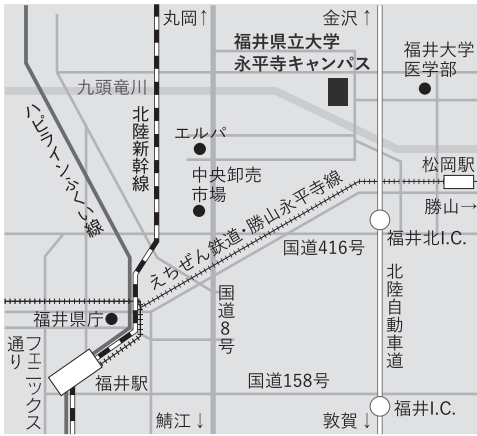 丸岡↑
金沢↑
福井県立大学
永平寺キャンパス
福井大学
医学部
九頭竜川
ハピラインふくい線
北陸新幹線
エルパ
中央卸売
市場
松岡駅
勝山→
えちぜん鉄道・勝山永平寺線
国道416号
福井北I.C.
北陸自動車道
国道8号
福井県庁
フェニックス
通り
福井駅
国道158号
福井I.C.
鯖江↓
敦賀↓